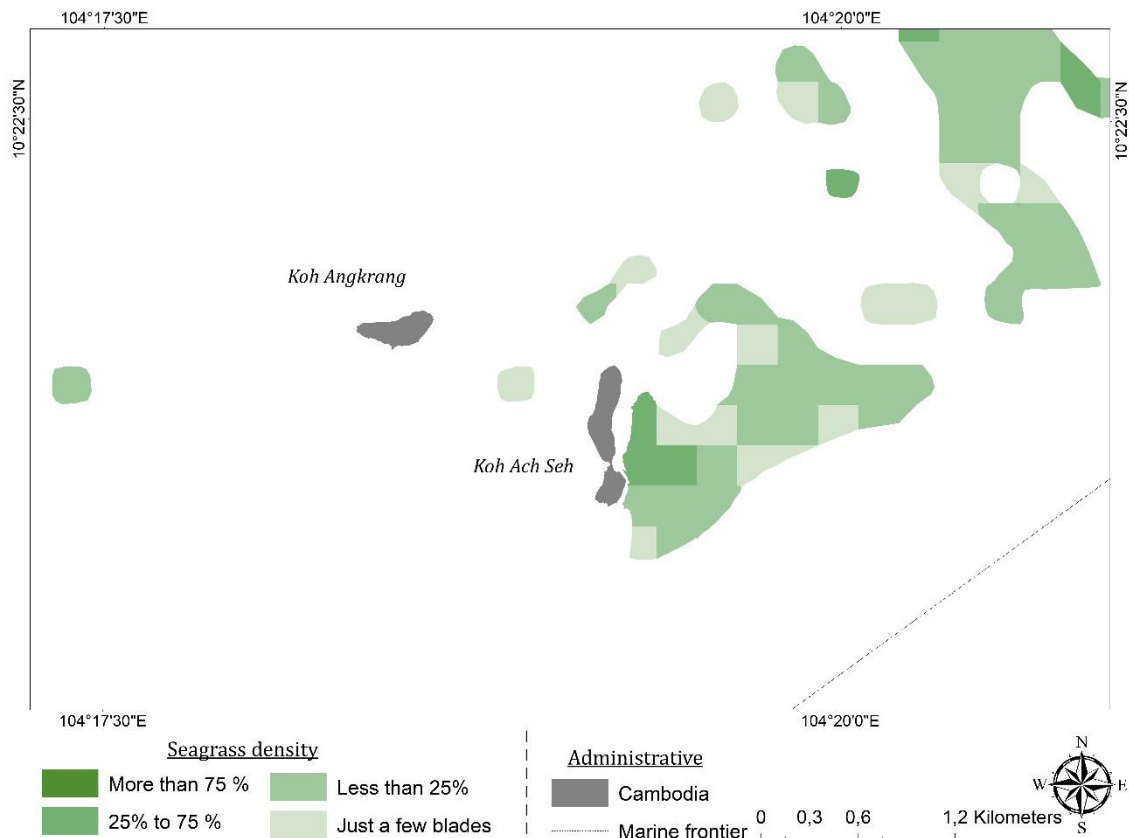 104°17'30"E
104°20'0"E
10°22'30"N
10°22'30"N
Koh Angkrang
Koh Ach Seh
104°17'30"E
104°20'0"E
Seagrass density
More than 75 %
Less than 25%
25% to 75 %
Just a few blades
Administrative
Cambodia
Marine frontier
0 0,3 0,6 1,2 Kilometers
N
W E
S